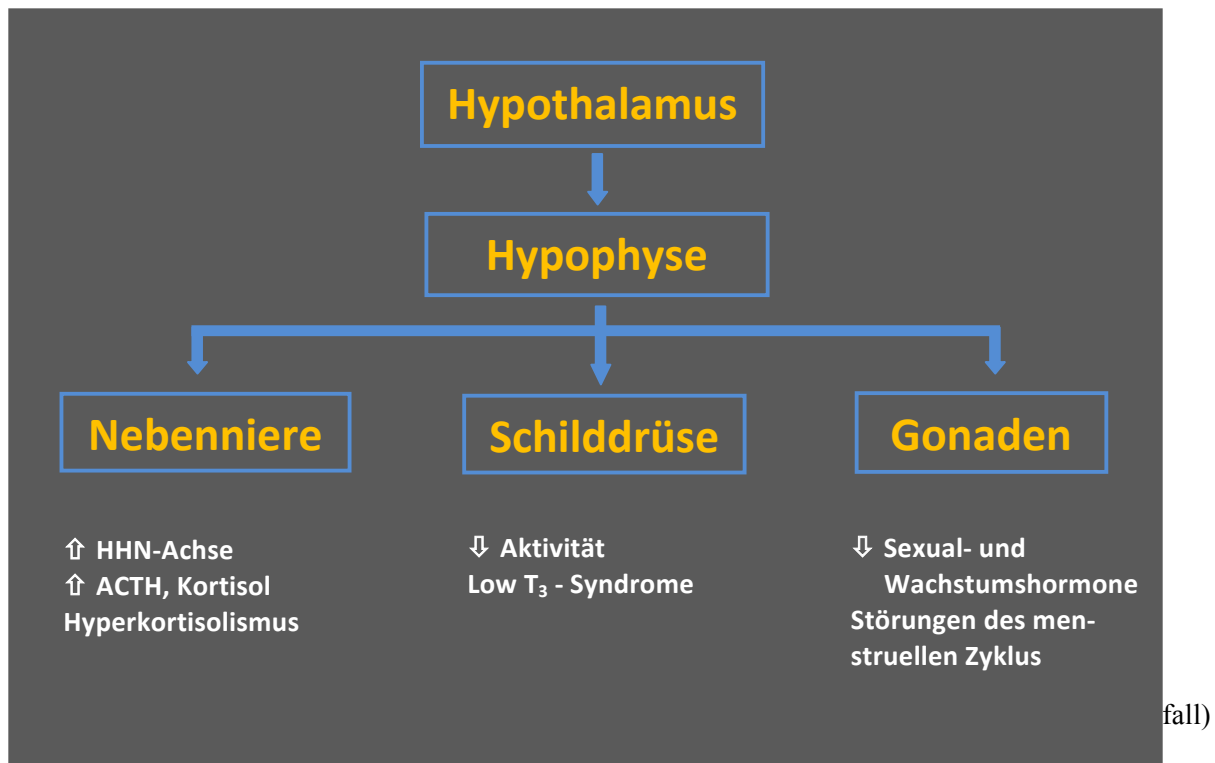 Hypothalamus
Hypophyse
Nebenniere
Schilddrüse
Gonaden
⇧ HHN-Achse
⇧ ACTH, Kortisol
Hyperkortisolismus
⇩ Aktivität
Low T₃ - Syndrome
⇩ Sexual- und
Wachstumshormone
Störungen des men-
struellen Zyklus
fall)